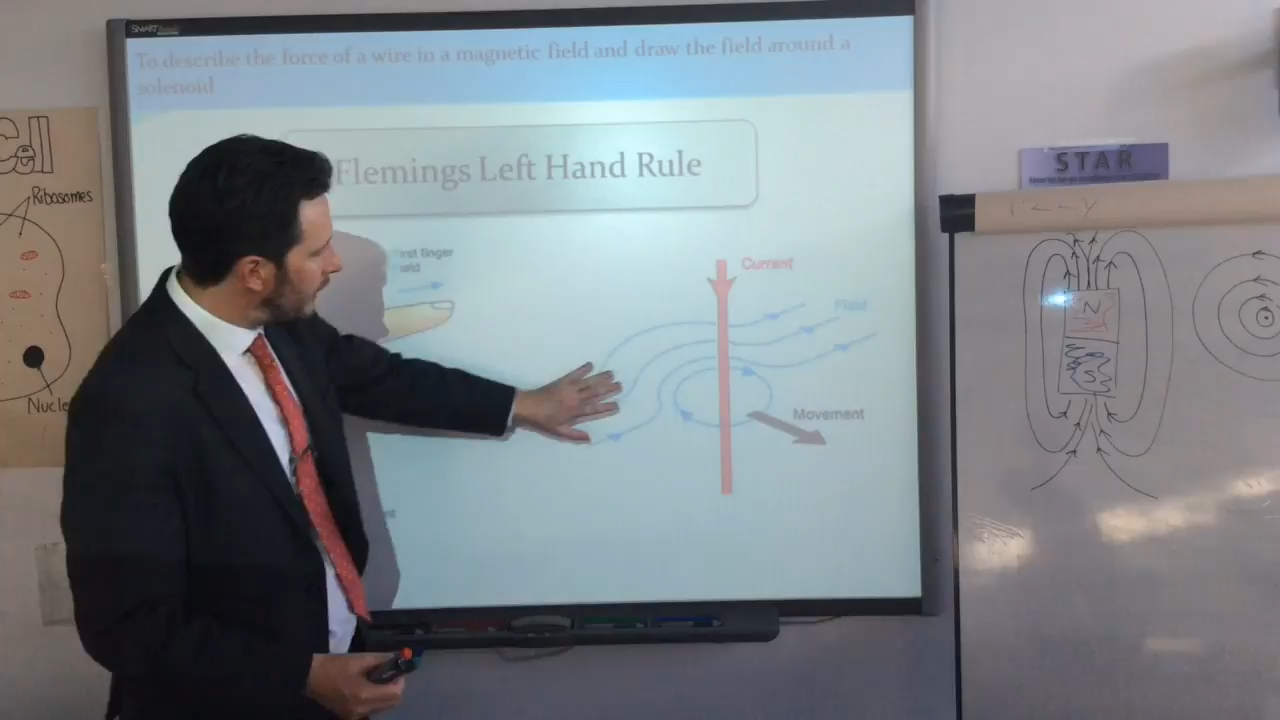 SMART
To describe the force of a wire in a magnetic field and draw the field around a
solenoid
Flemings Left Hand Rule
Cell
Ribosomes
First finger
Field
Current
Field
Movement
STAR
N
S